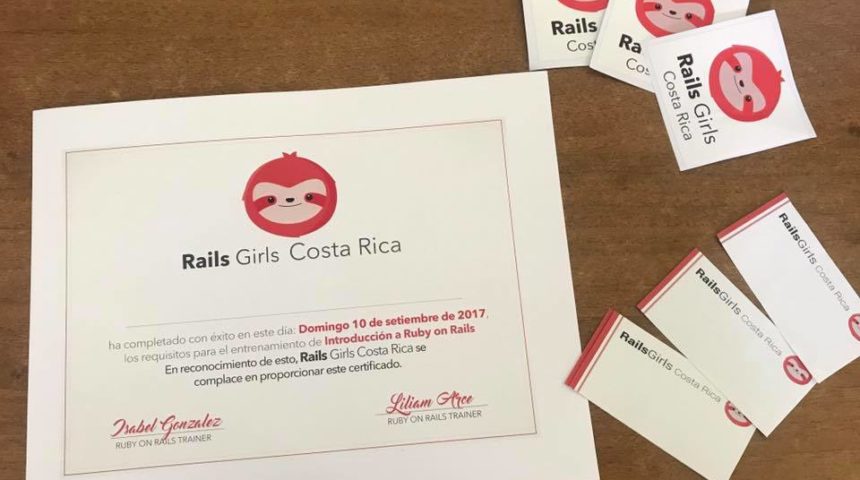 Rails Girls Costa Rica
ha completado con éxito en este día: Domingo 10 de setiembre de 2017,
los requisitos para el entrenamiento de Introducción a Ruby on Rails
En reconocimiento de esto, Rails Girls Costa Rica se
complace en proporcionar este certificado.
Isabel Gonzalez
RUBY ON RAILS TRAINER
Liliam Arce
RUBY ON RAILS TRAINER
Rails
Cos
Ra
Co
Rails Girls
Costa Rica
RailsGirls Costa Rica
RailsGirls Costa Rica
RailsGirls Costa Rica